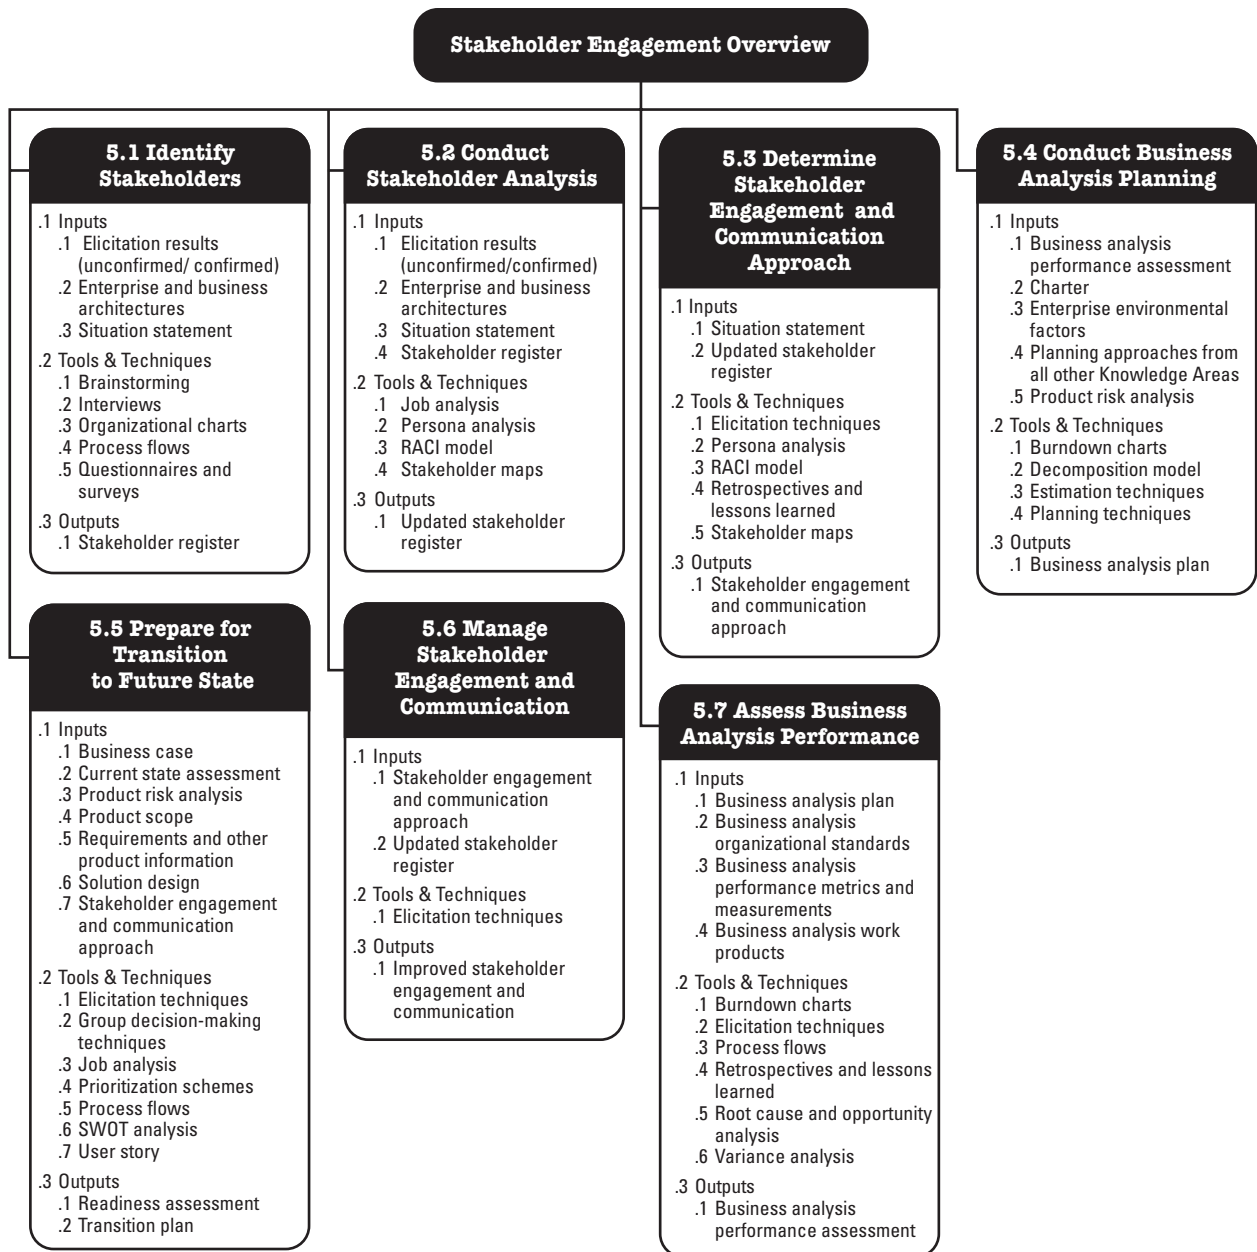 Stakeholder Engagement Overview
5.1 Identify
Stakeholders
.1 Inputs
.1 Elicitation results
(unconfirmed/ confirmed)
.2 Enterprise and business
architectures
.3 Situation statement
.2 Tools & Techniques
.1 Brainstorming
.2 Interviews
.3 Organizational charts
.4 Process flows
.5 Questionnaires and
surveys
.3 Outputs
.1 Stakeholder register
5.2 Conduct
Stakeholder Analysis
.1 Inputs
.1 Elicitation results
(unconfirmed/confirmed)
.2 Enterprise and business
architectures
.3 Situation statement
.4 Stakeholder register
.2 Tools & Techniques
.1 Job analysis
.2 Persona analysis
.3 RACI model
.4 Stakeholder maps
.3 Outputs
.1 Updated stakeholder
register
5.3 Determine
Stakeholder
Engagement and
Communication
Approach
.1 Inputs
.1 Situation statement
.2 Updated stakeholder
register
.2 Tools & Techniques
.1 Elicitation techniques
.2 Persona analysis
.3 RACI model
.4 Retrospectives and
lessons learned
.5 Stakeholder maps
.3 Outputs
.1 Stakeholder engagement
and communication
approach
5.4 Conduct Business
Analysis Planning
.1 Inputs
.1 Business analysis
performance assessment
.2 Charter
.3 Enterprise environmental
factors
.4 Planning approaches from
all other Knowledge Areas
.5 Product risk analysis
.2 Tools & Techniques
.1 Burndown charts
.2 Decomposition model
.3 Estimation techniques
.4 Planning techniques
.3 Outputs
.1 Business analysis plan
5.5 Prepare for
Transition
to Future State
.1 Inputs
.1 Business case
.2 Current state assessment
.3 Product risk analysis
.4 Product scope
.5 Requirements and other
product information
.6 Solution design
.7 Stakeholder engagement
and communication
approach
.2 Tools & Techniques
.1 Elicitation techniques
.2 Group decision-making
techniques
.3 Job analysis
.4 Prioritization schemes
.5 Process flows
.6 SWOT analysis
.7 User story
.3 Outputs
.1 Readiness assessment
.2 Transition plan
5.6 Manage
Stakeholder
Engagement and
Communication
.1 Inputs
.1 Stakeholder engagement
and communication
approach
.2 Updated stakeholder
register
.2 Tools & Techniques
.1 Elicitation techniques
.3 Outputs
.1 Improved stakeholder
engagement and
communication
5.7 Assess Business
Analysis Performance
.1 Inputs
.1 Business analysis plan
.2 Business analysis
organizational standards
.3 Business analysis
performance metrics and
measurements
.4 Business analysis work
products
.2 Tools & Techniques
.1 Burndown charts
.2 Elicitation techniques
.3 Process flows
.4 Retrospectives and lessons
learned
.5 Root cause and opportunity
analysis
.6 Variance analysis
.3 Outputs
.1 Business analysis
performance assessment